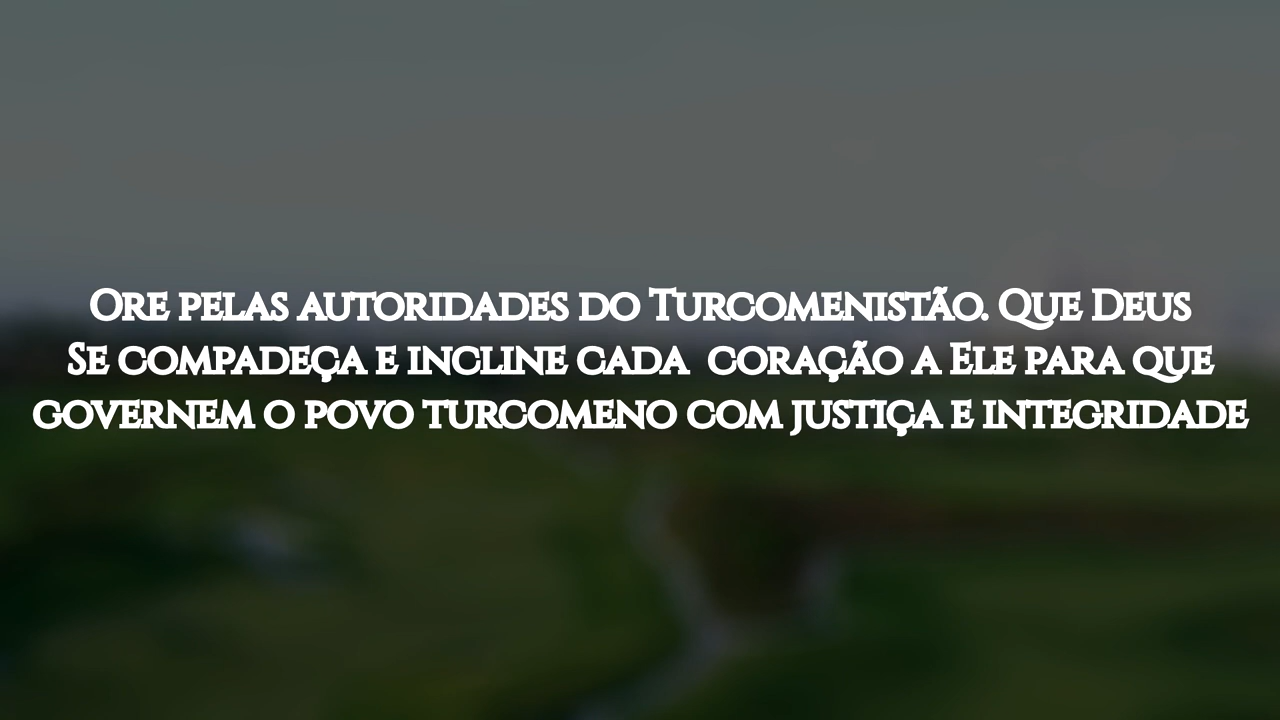 Ore pelas autoridades do Turcomenistão. Que Deus
Se compadeça e incline cada  coração a Ele para que
governem o povo turcomeno com justiça e integridade